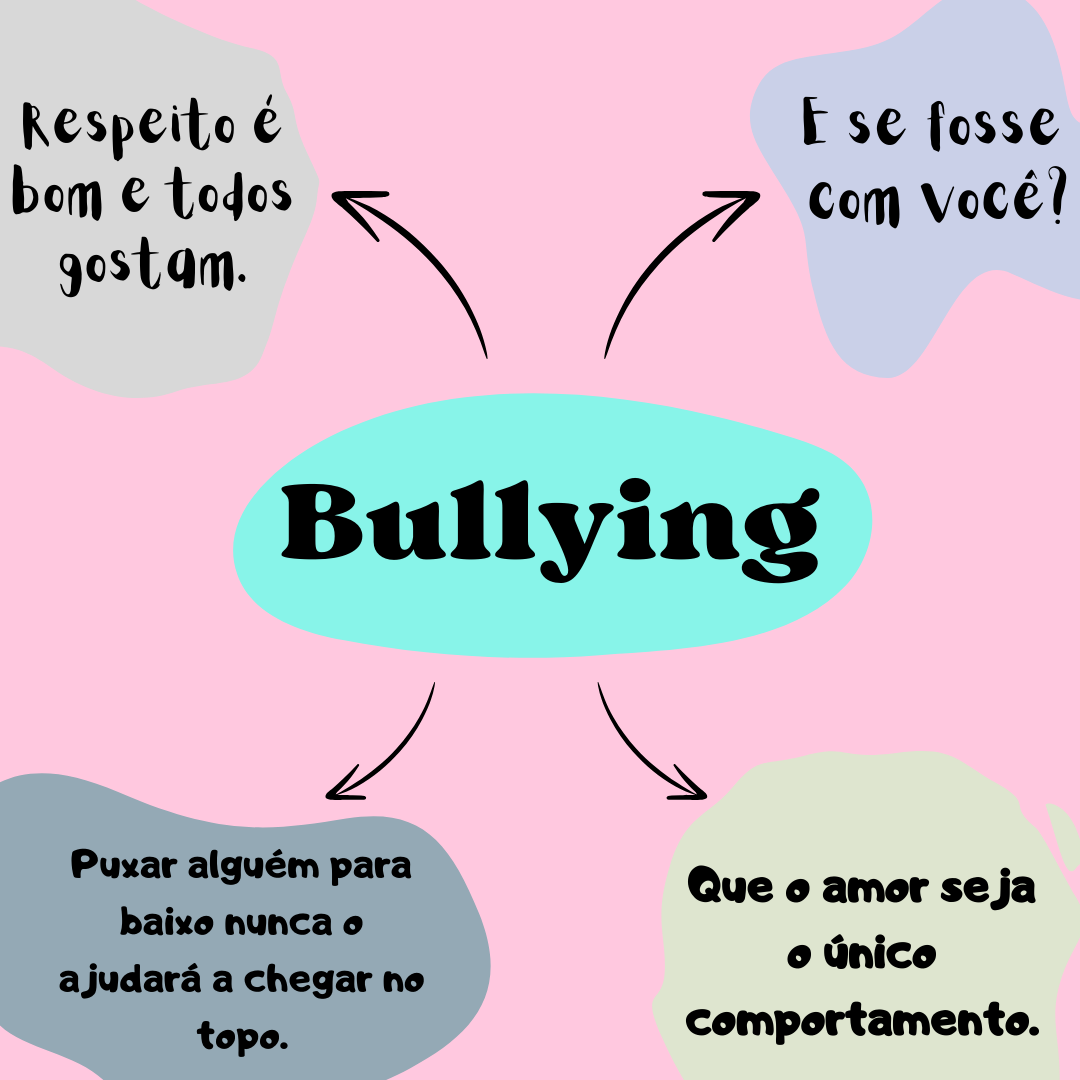 Respeito é
bom e todos
gostam.
E se fosse
com você?
Bullying
Puxar alguém para
baixo nunca o
ajudará a chegar no
topo.
Que o amor seja
o único
comportamento.